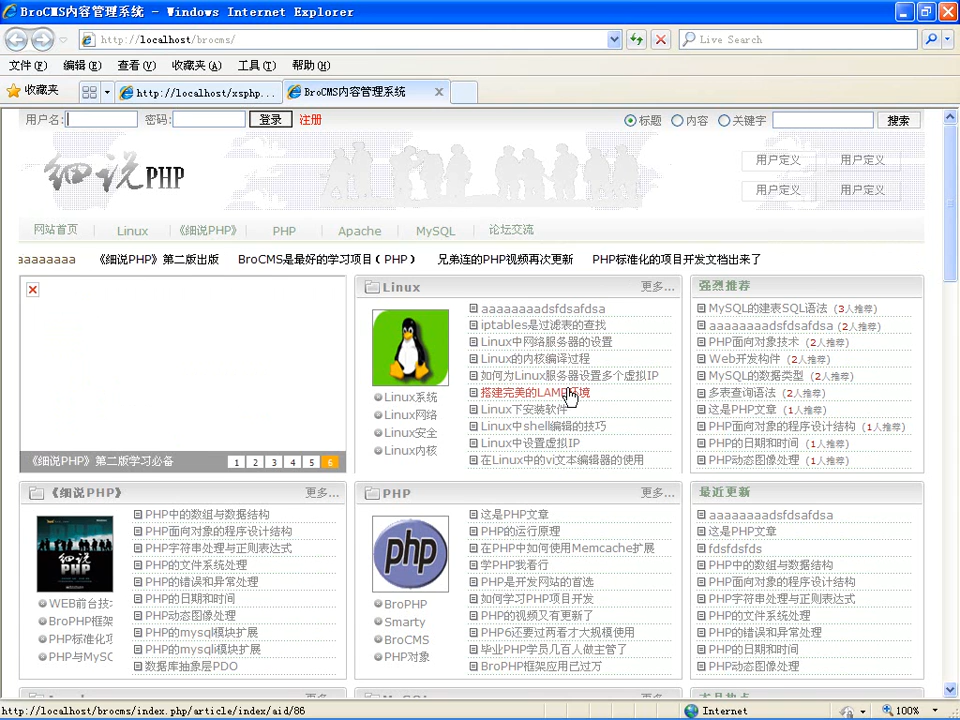 BroCMS内容管理系统 - Windows Internet Explorer
http://localhost/brocms/
Live Search
文件(F) 编辑(E) 查看(V) 收藏夹(A) 工具(T) 帮助(H)
收藏夹 http://localhost/xsphp... BroCMS内容管理系统
用户名: 密码: 登录 注册 标题 内容 关键字 搜索
细说PHP
用户定义 用户定义
用户定义 用户定义
网站首页 Linux 《细说PHP》 PHP Apache MySQL 论坛交流
aaaaaaaa 《细说PHP》第二版出版 BroCMS是最好的学习项目(PHP) 兄弟连的PHP视频再次更新 PHP标准化的项目开发文档出来了
《细说PHP》第二版学习必备 1 2 3 4 5 6
Linux 更多...
Linux系统
Linux网络
Linux安全
Linux内核
aaaaaaaadsfdsafdsa
iptables是过滤表的查找
Linux中网络服务器的设置
Linux的内核编译过程
如何为Linux服务器设置多个虚拟IP
搭建完美的LAMP环境
Linux下安装软件
Linux中shell编辑的技巧
Linux中设置虚拟IP
在Linux中的vi文本编辑器的使用
强烈推荐
MySQL的建表SQL语法 (3人推荐)
aaaaaaaadsfdsafdsa (2人推荐)
PHP面向对象技术 (2人推荐)
Web开发构件 (2人推荐)
MySQL的数据类型 (2人推荐)
多表查询语法 (2人推荐)
这是PHP文章 (1人推荐)
PHP面向对象的程序设计结构 (1人推荐)
PHP的日期和时间 (1人推荐)
PHP动态图像处理 (1人推荐)
《细说PHP》 更多...
细说
PHP
WEB前台技
BroPHP框架
PHP标准化项
PHP与MySC
PHP中的数组与数据结构
PHP面向对象的程序设计结构
PHP字符串处理与正则表达式
PHP的文件系统处理
PHP的错误和异常处理
PHP的日期和时间
PHP动态图像处理
PHP的mysql模块扩展
PHP的mysqli模块扩展
数据库抽象层PDO
PHP 更多...
php
BroPHP
Smarty
BroCMS
PHP对象
这是PHP文章
PHP的运行原理
在PHP中如何使用Memcache扩展
学PHP我看行
PHP是开发网站的首选
如何学习PHP项目开发
PHP的视频又有更新了
PHP6还要过两看才大规模使用
毕业PHP学员几百人做主管了
BroPHP框架应用已过万
最近更新
aaaaaaaadsfdsafdsa
这是PHP文章
fdsfdsfds
PHP中的数组与数据结构
PHP面向对象的程序设计结构
PHP字符串处理与正则表达式
PHP的文件系统处理
PHP的错误和异常处理
PHP的日期和时间
PHP动态图像处理
http://localhost/brocms/index.php/article/index/aid/86 Internet 100%